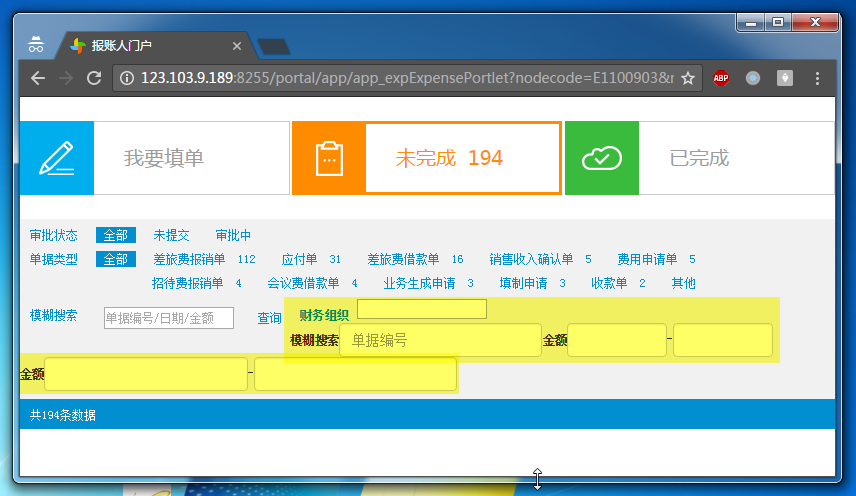 报账人门户
123.103.9.189:8255/portal/app/app_expExpensePortlet?nodecode=E1100903&
ABP
我要填单
未完成 194
已完成
审批状态 全部 未提交 审批中
单据类型 全部 差旅费报销单 112 应付单 31 差旅费借款单 16 销售收入确认单 5 费用申请单 5
招待费报销单 4 会议费借款单 4 业务生成申请 3 填制申请 3 收款单 2 其他
模糊搜索 单据编号/日期/金额 查询 财务组织
模糊搜索 单据编号 金额 -
金额 -
共194条数据